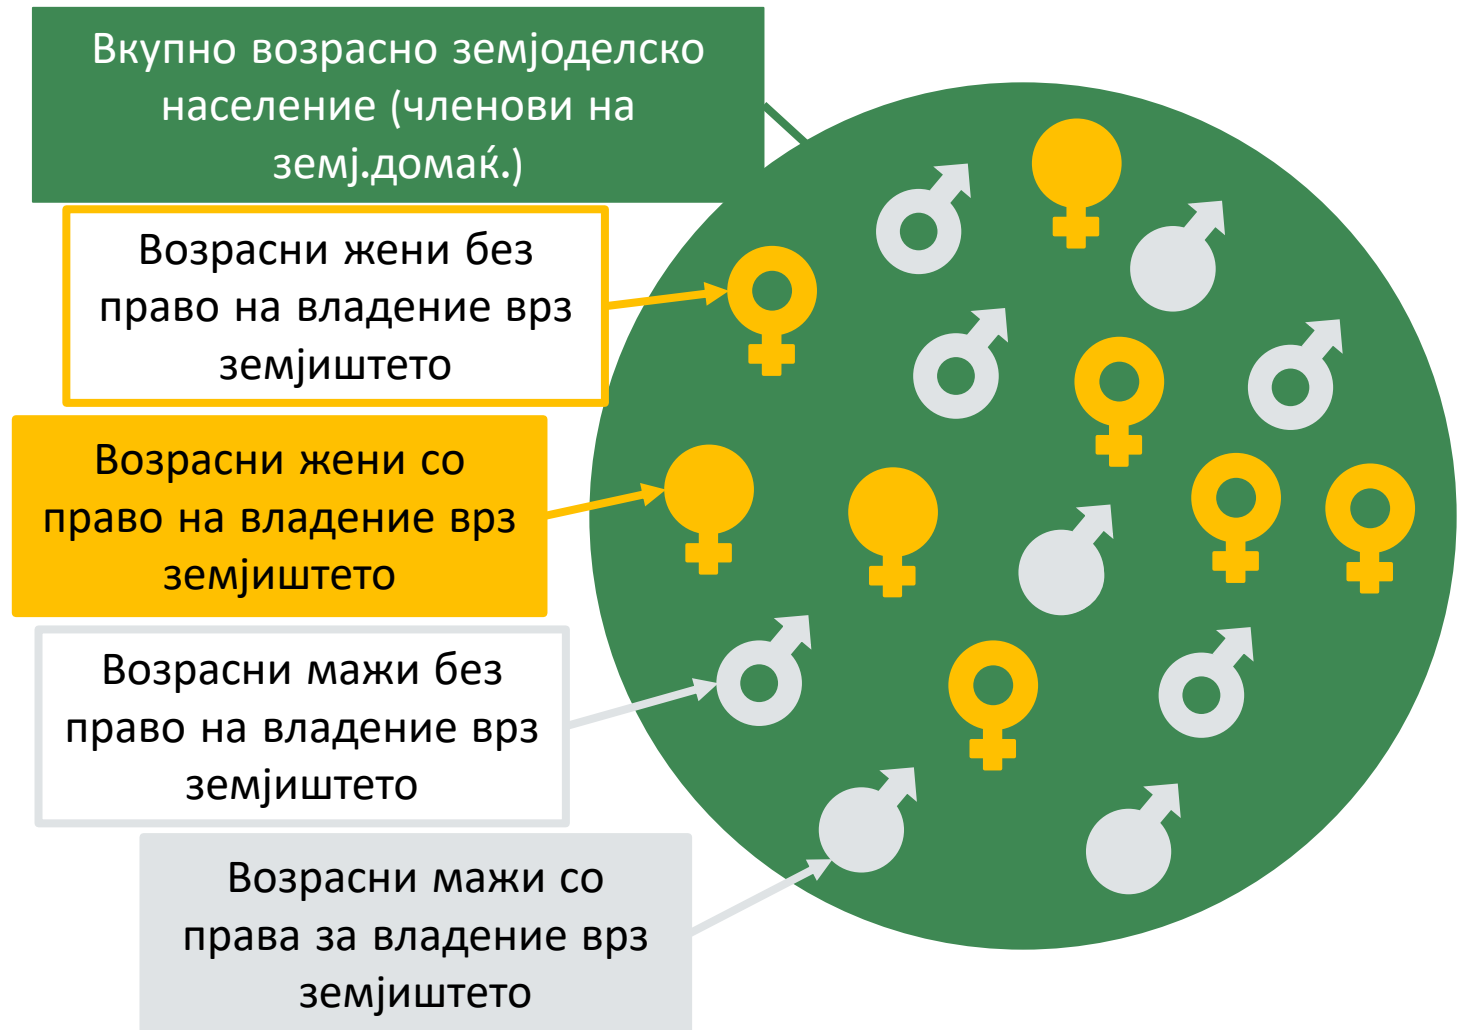 Вкупно возрасно земјоделско
население (членови на
земј.домаќ.)
Возрасни жени без
право на владение врз
земјиштето
Возрасни жени со
право на владение врз
земјиштето
Возрасни мажи без
право на владение врз
земјиштето
Возрасни мажи со
права за владение врз
земјиштето